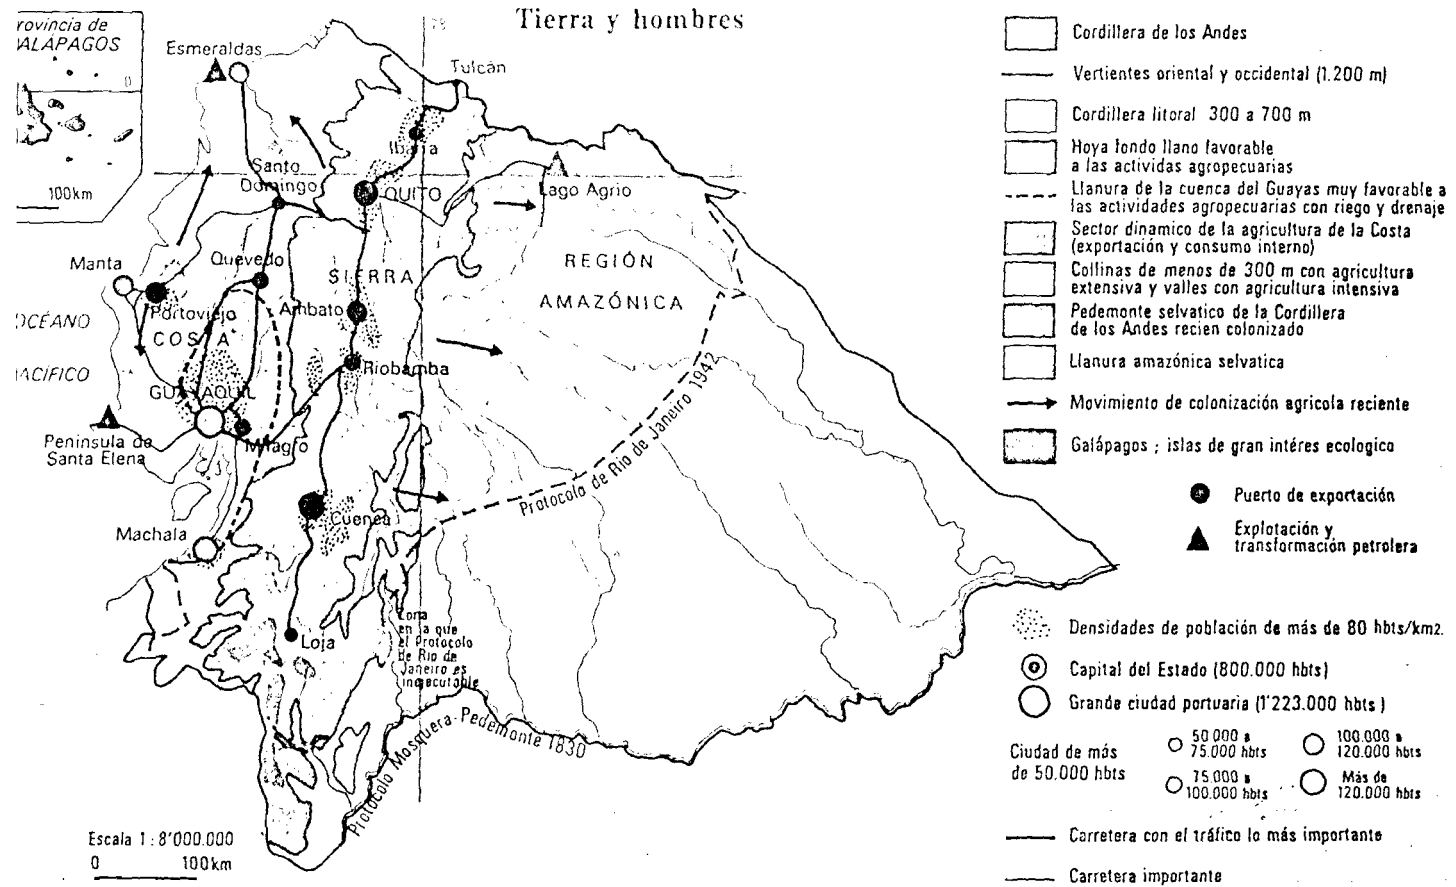 Tierra y hombres
rovincia de
ALÁPAGOS
0
100km
78
Esmeraldas
Tulcán
Ibarra
Santo
Domingo
QUITO
Lago Agrio
Manta
Quevedo
SIERRA
REGIÓN
AMAZÓNICA
Portoviejo
Ambato
OCÉANO
COSTA
ACÍFICO
Riobamba
GUAYAQUIL
Península de
Santa Elena
Milagro
Protocolo de Rio de Janeiro 1942
Cuenca
Machala
Loja
Zona
en la que
el Protocolo
de Rio de
Janeiro es
inejecutable
Protocolo Mosquera-Pedemonte 1830
Escala 1:8'000.000
0 100km
Cordillera de los Andes
Vertientes oriental y occidental (1.200 m)
Cordillera litoral 300 a 700 m
Hoya fondo llano favorable
a las actividas agropecuarias
Llanura de la cuenca del Guayas muy favorable a
las actividades agropecuarias con riego y drenaje
Sector dinamico de la agricultura de la Costa
(exportación y consumo interno)
Collinas de menos de 300 m con agricultura
extensiva y valles con agricultura intensiva
Pedemonte selvatico de la Cordillera
de los Andes recien colonizado
Llanura amazónica selvatica
Movimiento de colonización agricola reciente
Galápagos ; islas de gran intéres ecologico
Puerto de exportación
Explotación y
transformación petrolera
Densidades de población de más de 80 hbts/km2.
Capital del Estado (800.000 hbts)
Grande ciudad portuaria (1'223.000 hbts)
Ciudad de más
de 50.000 hbts
50.000 a
75.000 hbts
100.000 a
120.000 hbts
75.000 a
100.000 hbts
Más de
120.000 hbts
Carretera con el tráfico lo más importante
Carretera importante